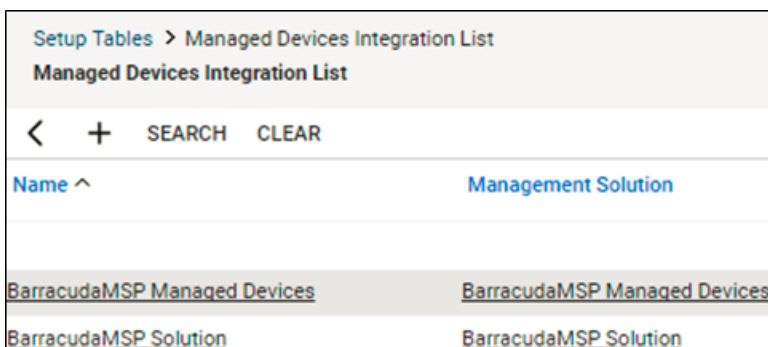 Setup Tables > Managed Devices Integration List
Managed Devices Integration List
< + SEARCH CLEAR
Name ^ Management Solution
BarracudaMSP Managed Devices BarracudaMSP Managed Devices
BarracudaMSP Solution BarracudaMSP Solution